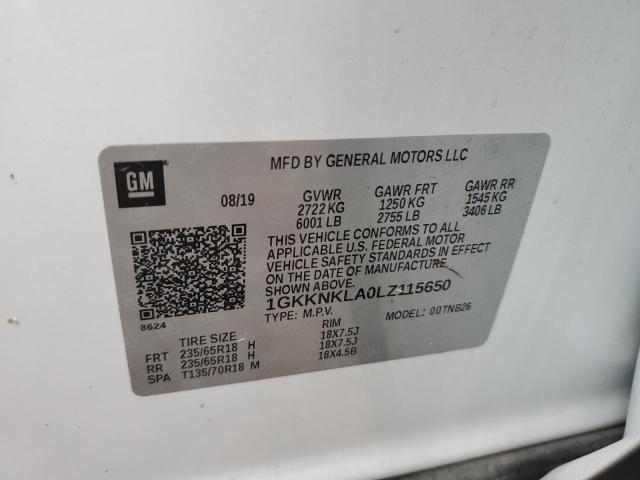 MFD BY GENERAL MOTORS LLC
GM
08/19
GVWR
2722 KG
6001 LB
GAWR FRT
1250 KG
2755 LB
GAWR RR
1545 KG
3406 LB
THIS VEHICLE CONFORMS TO ALL
APPLICABLE U.S. FEDERAL MOTOR
VEHICLE SAFETY STANDARDS IN EFFECT
ON THE DATE OF MANUFACTURE
SHOWN ABOVE.
1GKKNKLA0LZ115650
8624
TYPE: M.P.V.
MODEL: 00TNB26
TIRE SIZE
RIM
FRT 235/65R18 H 18X7.5J
RR 235/65R18 H 18X7.5J
SPA T135/70R18 M 18X4.5B